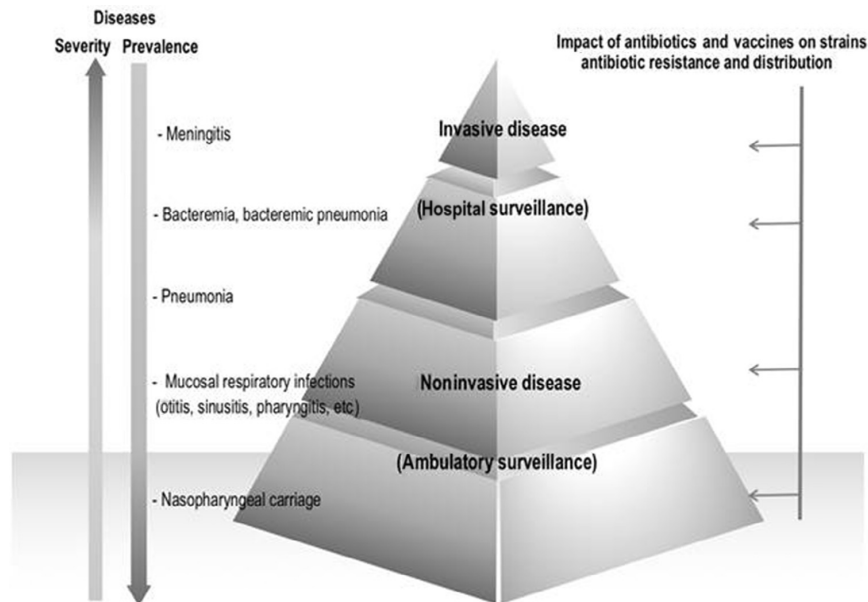 Diseases
Severity Prevalence
Impact of antibiotics and vaccines on strains
antibiotic resistance and distribution
- Meningitis
Invasive disease
(Hospital surveillance)
- Bacteremia, bacteremic pneumonia
- Pneumonia
- Mucosal respiratory infections
(otitis, sinusitis, pharyngitis, etc)
Noninvasive disease
(Ambulatory surveillance)
- Nasopharyngeal carriage